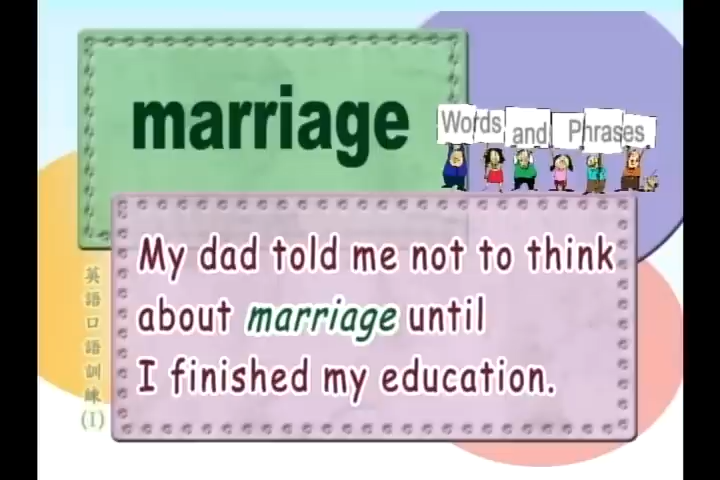 marriage
Words and Phrases
My dad told me not to think
about marriage until
I finished my education.
英語口語訓練(I)